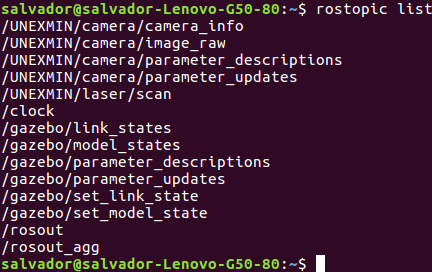 salvador@salvador-Lenovo-G50-80:~$ rostopic list
/UNEXMIN/camera/camera_info
/UNEXMIN/camera/image_raw
/UNEXMIN/camera/parameter_descriptions
/UNEXMIN/camera/parameter_updates
/UNEXMIN/laser/scan
/clock
/gazebo/link_states
/gazebo/model_states
/gazebo/parameter_descriptions
/gazebo/parameter_updates
/gazebo/set_link_state
/gazebo/set_model_state
/rosout
/rosout_agg
salvador@salvador-Lenovo-G50-80:~$